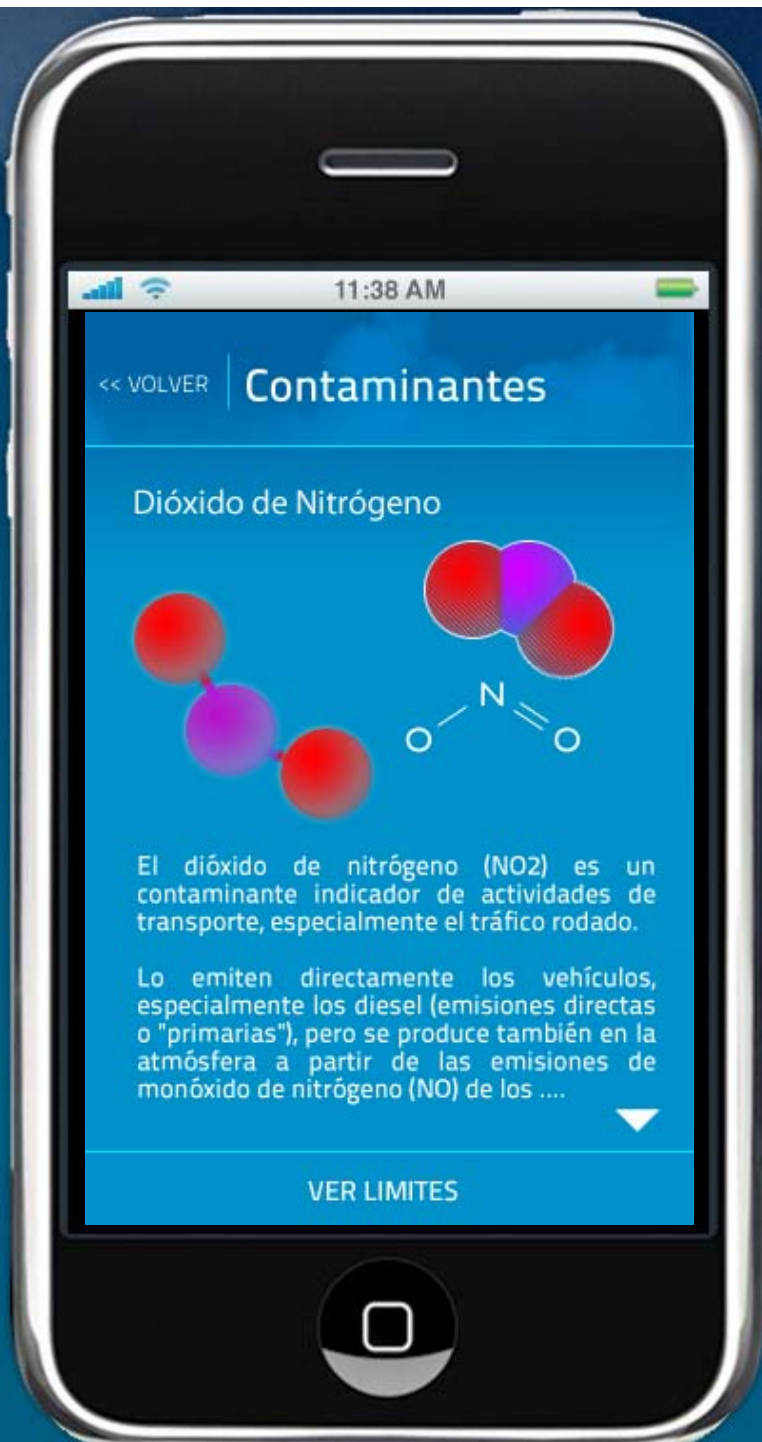 11:38 AM
<< VOLVER Contaminantes
Dióxido de Nitrógeno
N
O O
El dióxido de nitrógeno (NO2) es un
contaminante indicador de actividades de
transporte, especialmente el tráfico rodado.
Lo emiten directamente los vehículos,
especialmente los diesel (emisiones directas
o "primarias"), pero se produce también en la
atmósfera a partir de las emisiones de
monóxido de nitrógeno (NO) de los ....
VER LIMITES